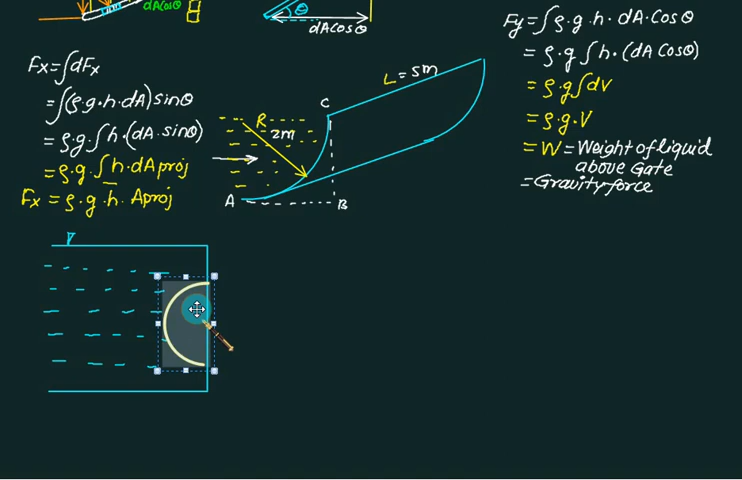 dAcosθ
θ
dAcosθ
Fx=∫dFx
=∫(ρ.g.h.dA)sinθ
=ρ.g.∫h.(dA.sinθ)
=ρ.g.∫h.dAproj
Fx = ρ.g.h̅. Aproj
L=5m
C
R
2m
A
B
Fy=∫ρ.g.h.dA.Cosθ
=ρ.g∫h.(dA Cosθ)
=ρ.g∫dV
=ρ.g.V
=W=Weight of liquid
above Gate
=Gravity force